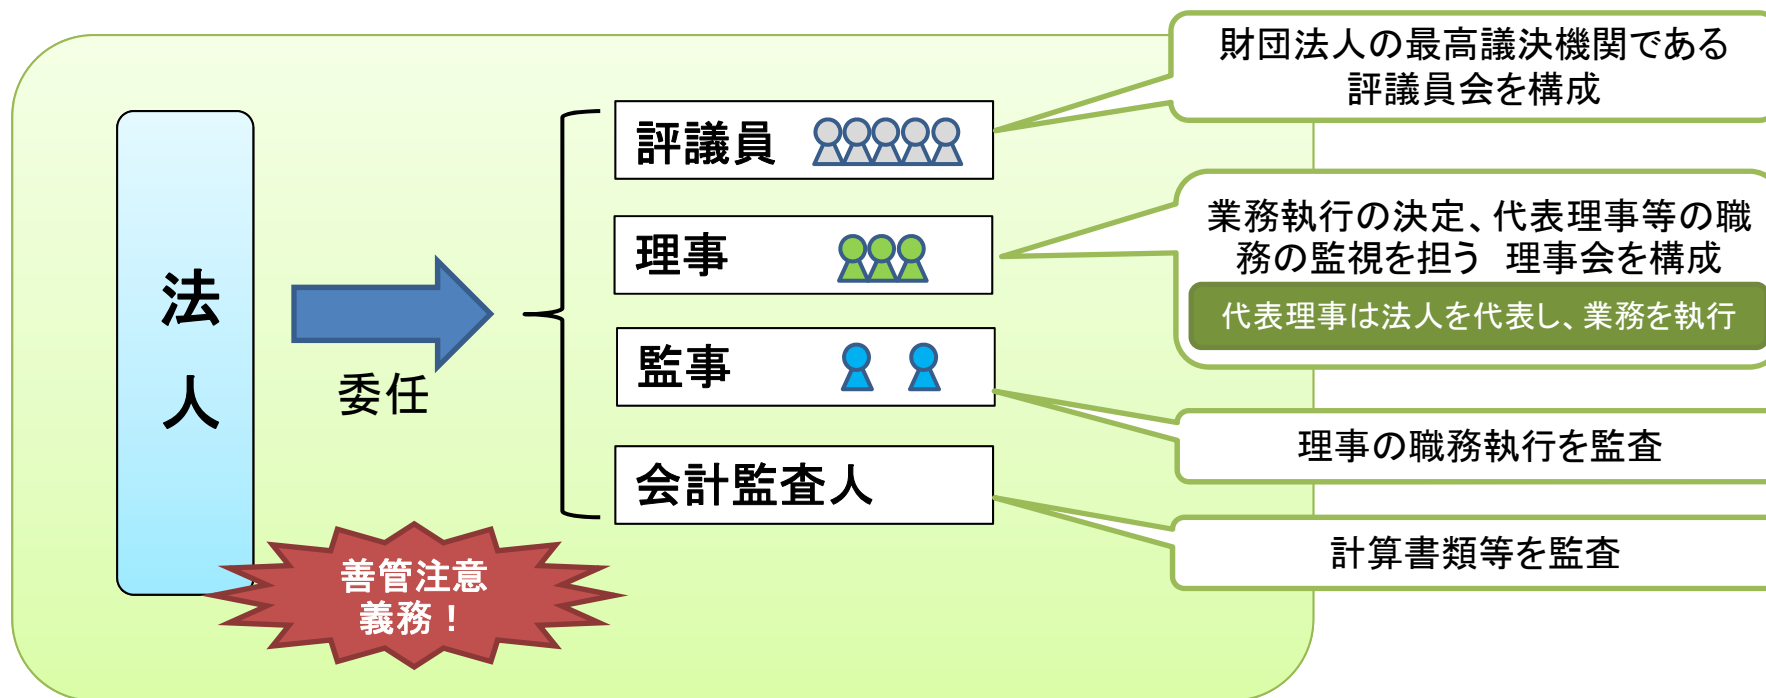 法
人
委任
善管注意
義務！
評議員
理事
監事
会計監査人
財団法人の最高議決機関である
評議員会を構成
業務執行の決定、代表理事等の職
務の監視を担う　理事会を構成
代表理事は法人を代表し、業務を執行
理事の職務執行を監査
計算書類等を監査